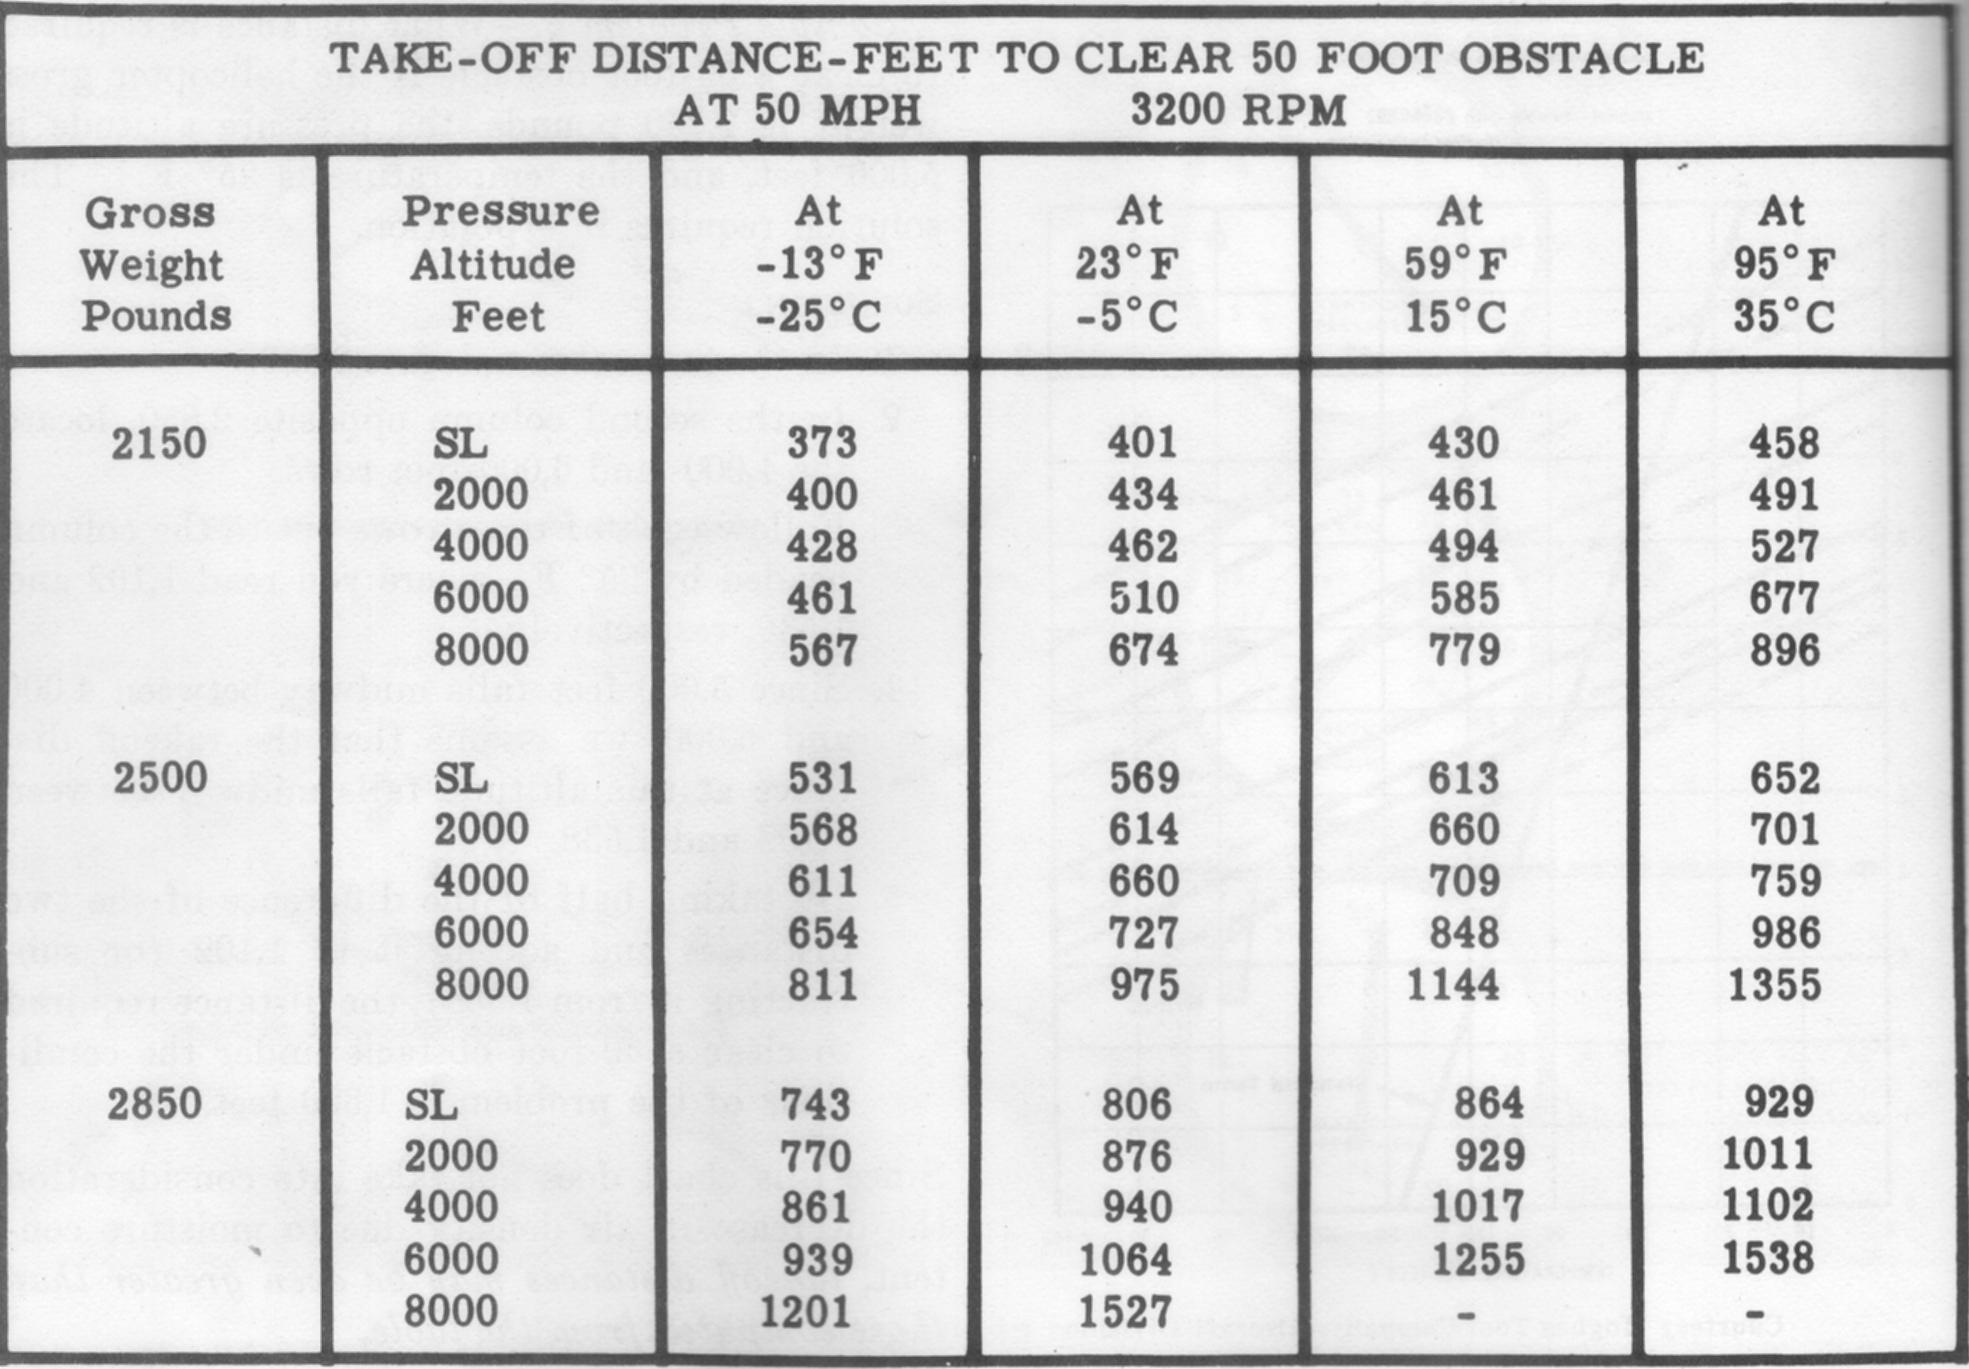 TAKE-OFF DISTANCE-FEET TO CLEAR 50 FOOT OBSTACLE
AT 50 MPH 3200 RPM
Gross Pressure At At At At
Weight Altitude -13°F 23°F 59°F 95°F
Pounds Feet -25°C -5°C 15°C 35°C
2150 SL 373 401 430 458
2000 400 434 461 491
4000 428 462 494 527
6000 461 510 585 677
8000 567 674 779 896
2500 SL 531 569 613 652
2000 568 614 660 701
4000 611 660 709 759
6000 654 727 848 986
8000 811 975 1144 1355
2850 SL 743 806 864 929
2000 770 876 929 1011
4000 861 940 1017 1102
6000 939 1064 1255 1538
8000 1201 1527 - -